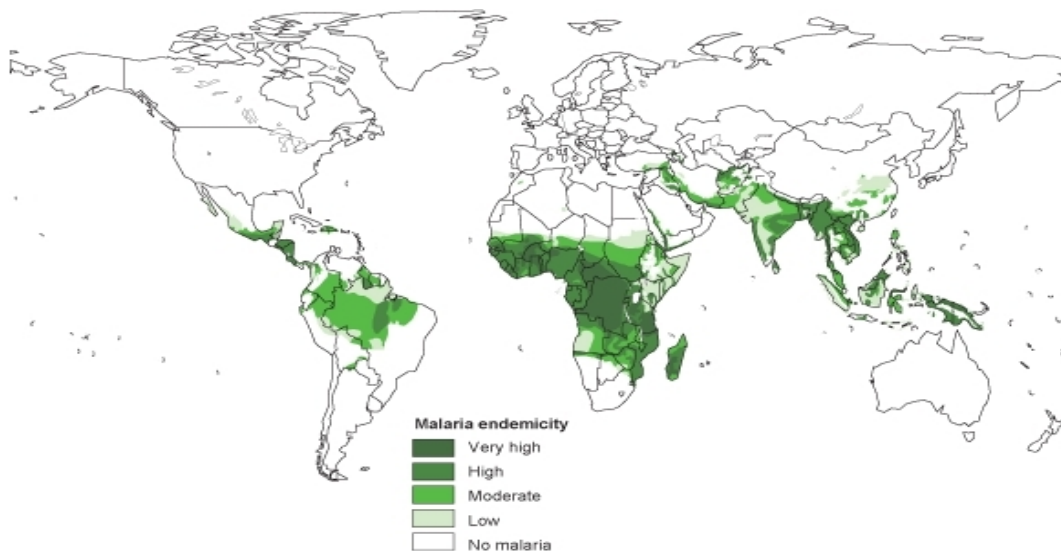 Malaria endemicity
Very high
High
Moderate
Low
No malaria